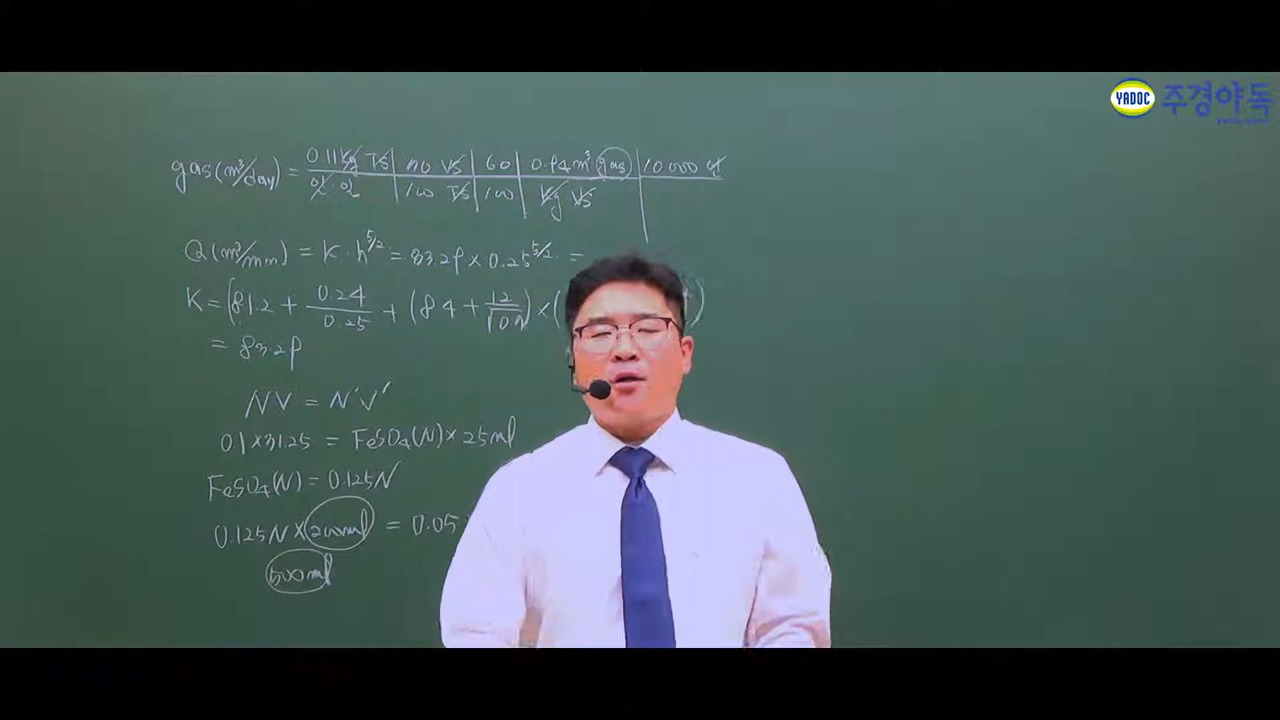 YADOC 주경야독
gas(m³/day) = 0.11kg TS | 70 VS | 60 | 0.94m³ gas | 10.000 인
인·일 | 100 TS | 100 | kg VS
Q(m³/min) = K·h^5/2 = 83.29 × 0.25^5/2 =
K = (81.2 + 0.24/0.25 + (84 + 12/√0.9) × (
= 83.29
NV = N'V'
0.1×31.25 = FeSO4(N)×25ml
FeSO4(N) = 0.125N
0.125N × 200ml = 0.05
500ml